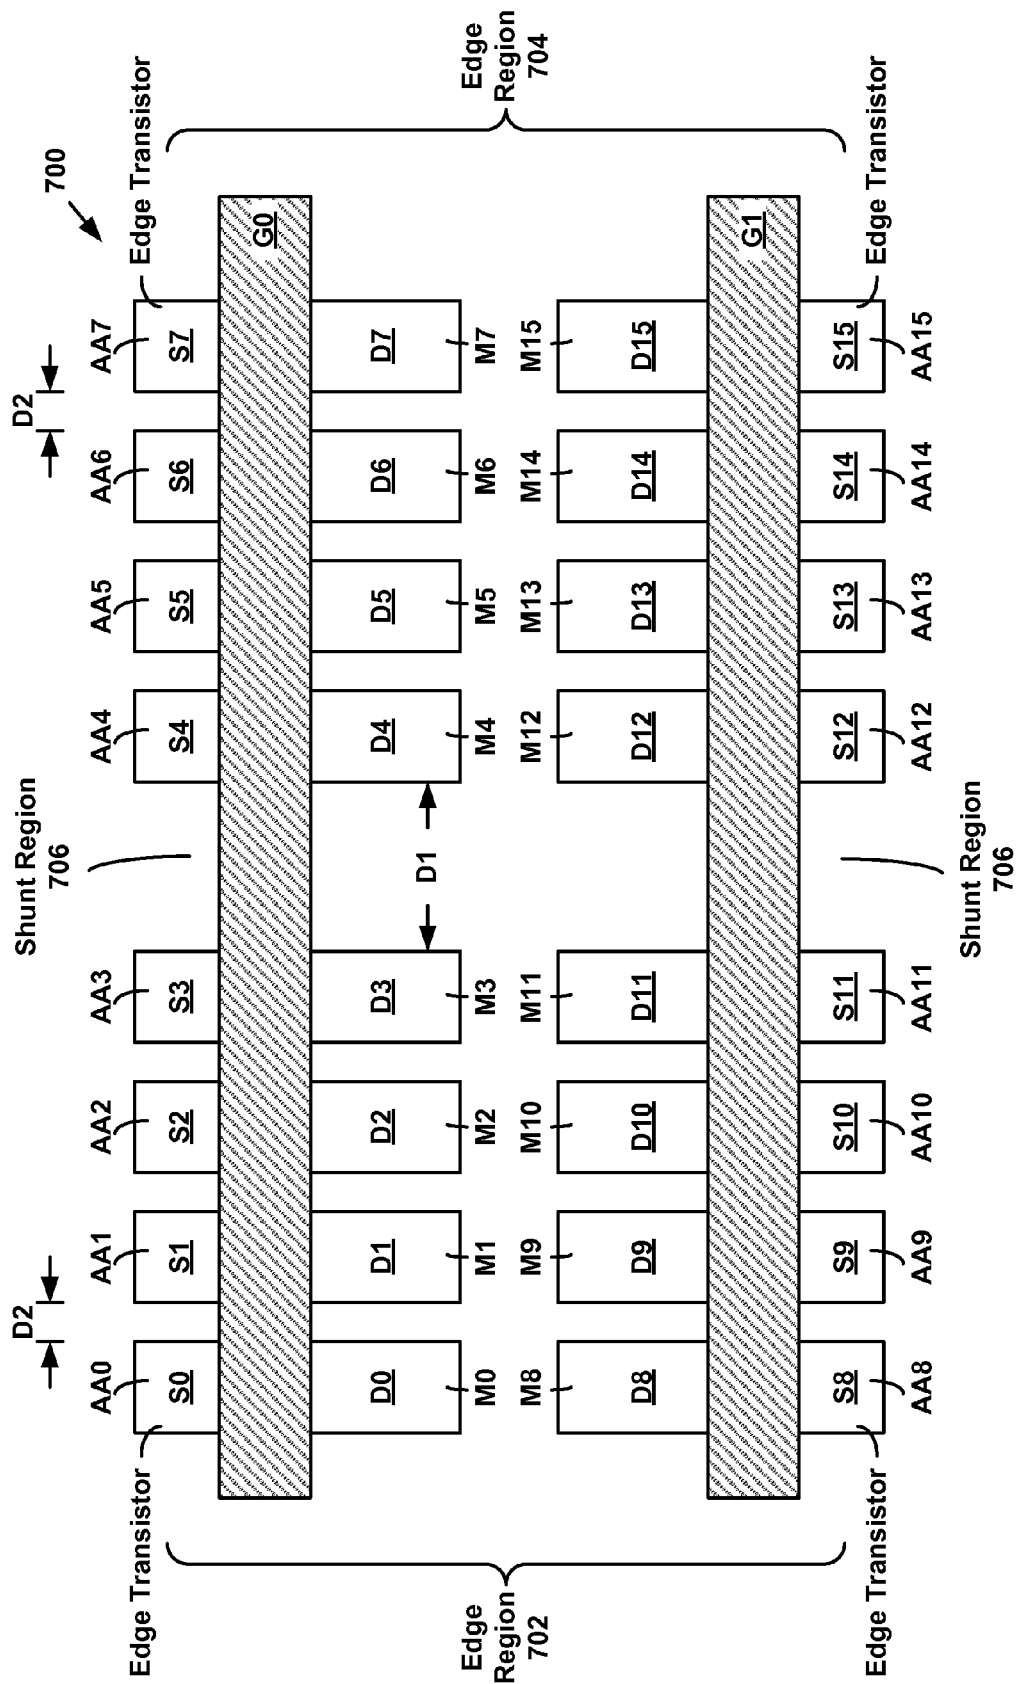 700
Shunt Region
706
D2
D2
AA0
AA1
AA2
AA3
AA4
AA5
AA6
AA7
Edge Transistor
Edge Transistor
S0
S1
S2
S3
S4
S5
S6
S7
G0
D0
D1
D2
D3
D4
D5
D6
D7
D1
M0
M1
M2
M3
M4
M5
M6
M7
Edge
Region
702
Edge
Region
704
M8
M9
M10
M11
M12
M13
M14
M15
D8
D9
D10
D11
D12
D13
D14
D15
G1
S8
S9
S10
S11
S12
S13
S14
S15
Edge Transistor
Edge Transistor
AA8
AA9
AA10
AA11
AA12
AA13
AA14
AA15
Shunt Region
706